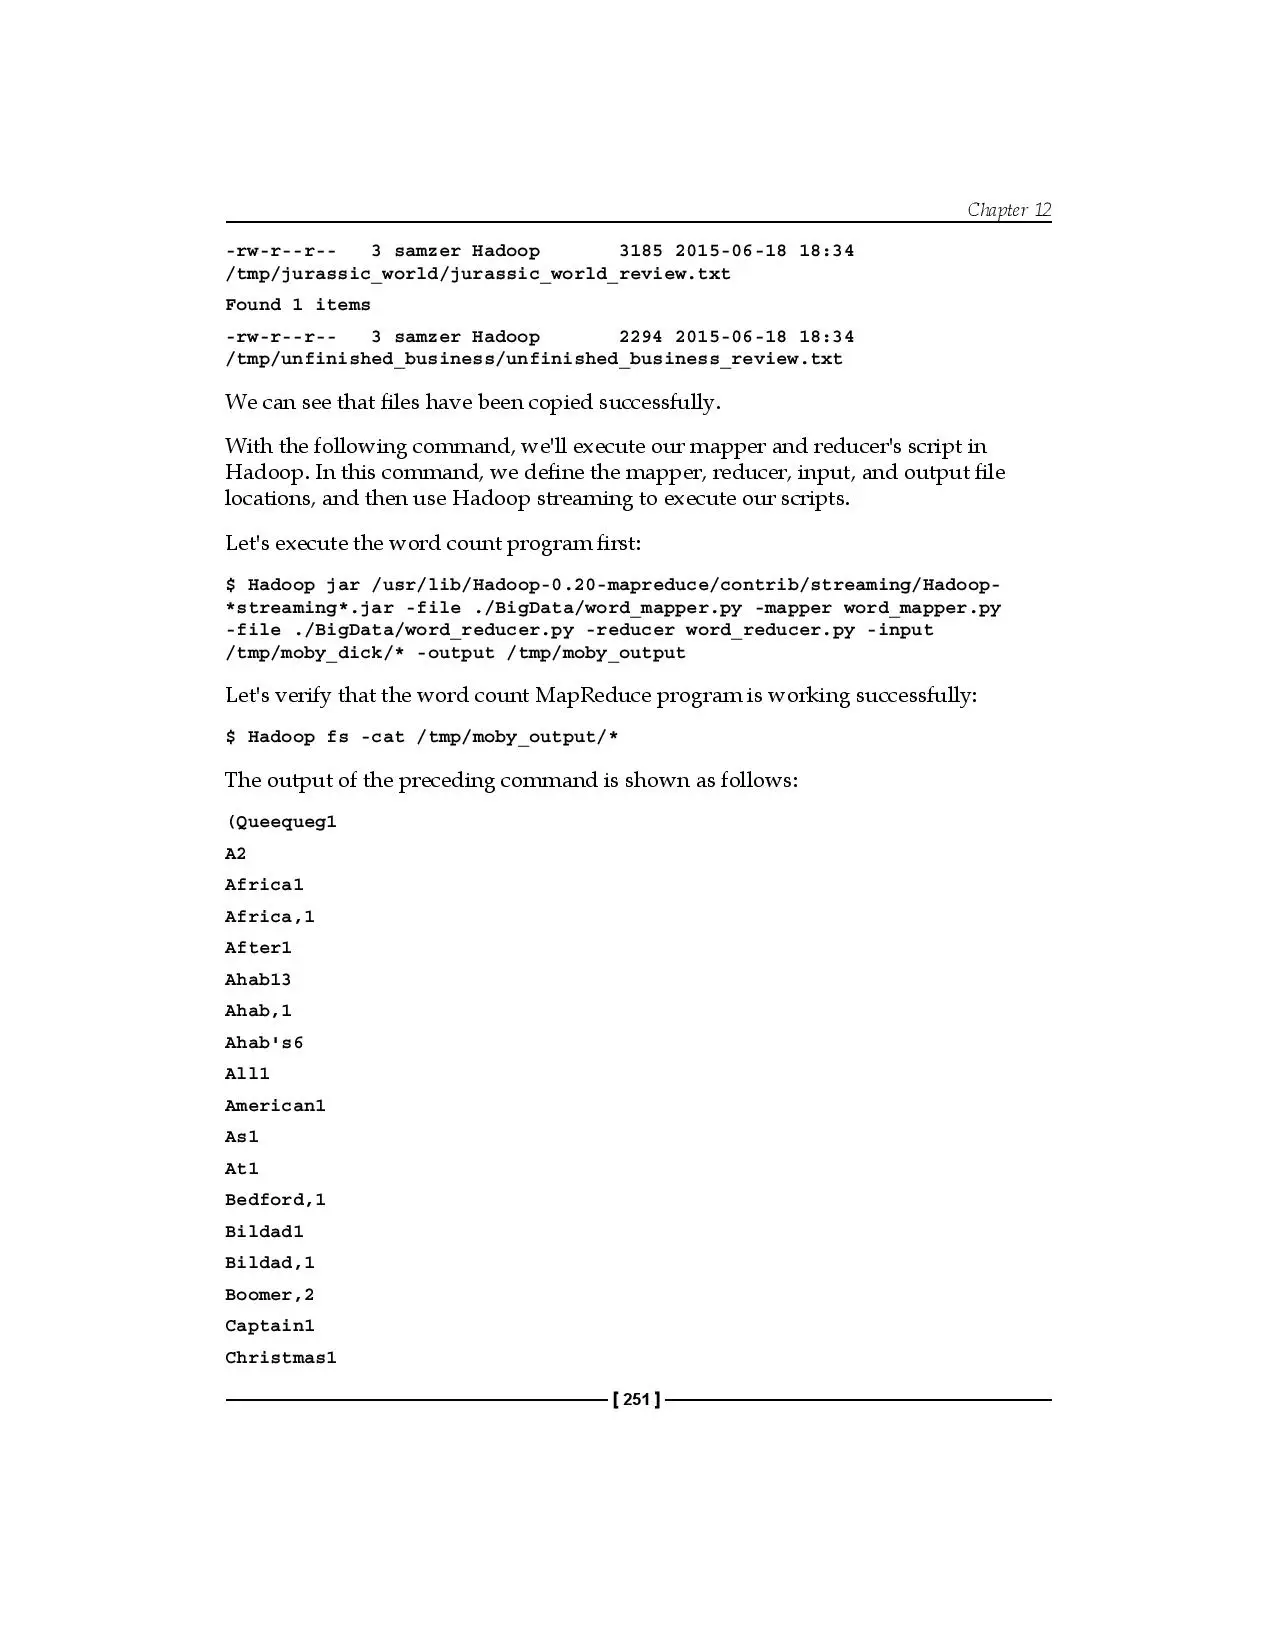 Chapter 12
-rw-r--r--   3 samzer Hadoop       3185 2015-06-18 18:34
/tmp/jurassic_world/jurassic_world_review.txt
Found 1 items
-rw-r--r--   3 samzer Hadoop       2294 2015-06-18 18:34
/tmp/unfinished_business/unfinished_business_review.txt
We can see that files have been copied successfully.
With the following command, we'll execute our mapper and reducer's script in
Hadoop. In this command, we define the mapper, reducer, input, and output file
locations, and then use Hadoop streaming to execute our scripts.
Let's execute the word count program first:
$ Hadoop jar /usr/lib/Hadoop-0.20-mapreduce/contrib/streaming/Hadoop-
*streaming*.jar -file ./BigData/word_mapper.py -mapper word_mapper.py
-file ./BigData/word_reducer.py -reducer word_reducer.py -input
/tmp/moby_dick/* -output /tmp/moby_output
Let's verify that the word count MapReduce program is working successfully:
$ Hadoop fs -cat /tmp/moby_output/*
The output of the preceding command is shown as follows:
(Queequeg1
A2
Africa1
Africa,1
After1
Ahab13
Ahab,1
Ahab's6
All1
American1
As1
At1
Bedford,1
Bildad1
Bildad,1
Boomer,2
Captain1
Christmas1
[ 251 ]